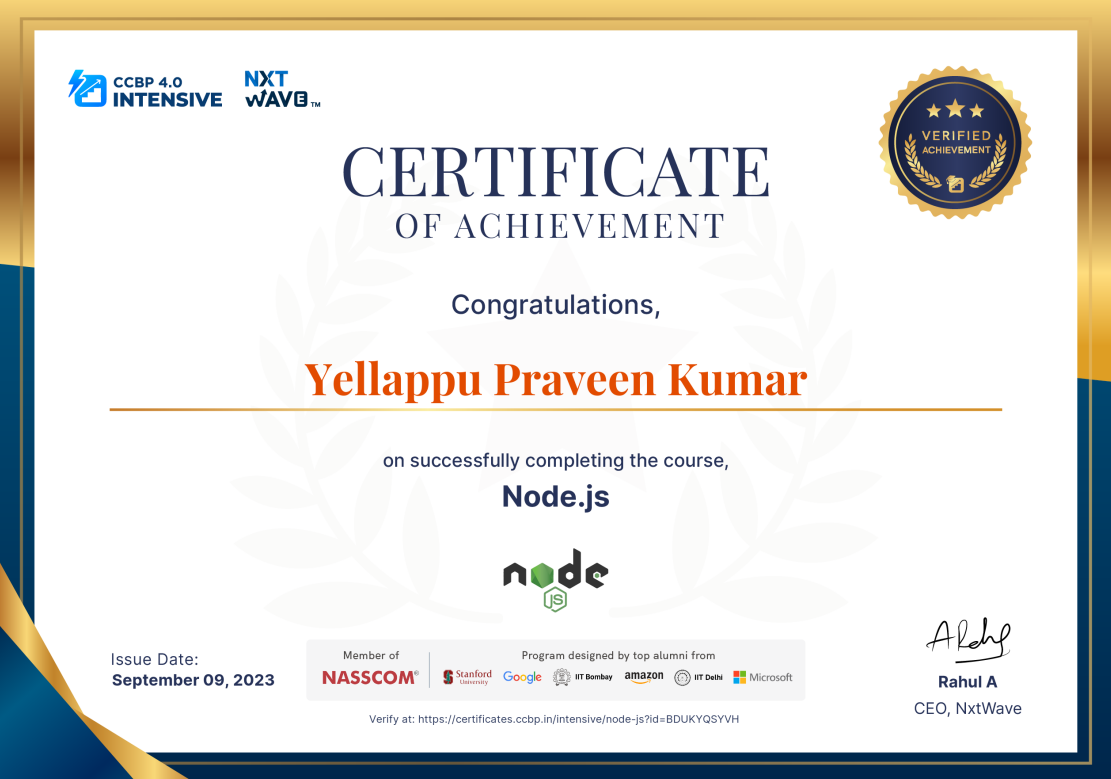 CCBP 4.0
INTENSIVE
NXT
WAVE TM
VERIFIED
ACHIEVEMENT
CERTIFICATE
OF ACHIEVEMENT
Congratulations,
Yellappu Praveen Kumar
on successfully completing the course,
Node.js
node
JS
Issue Date:
September 09, 2023
Member of
NASSCOM®
Program designed by top alumni from
Stanford
University
Google
IIT Bombay
amazon
IIT Delhi
Microsoft
Verify at: https://certificates.ccbp.in/intensive/node-js?id=BDUKYQSYVH
Rahul A
CEO, NxtWave